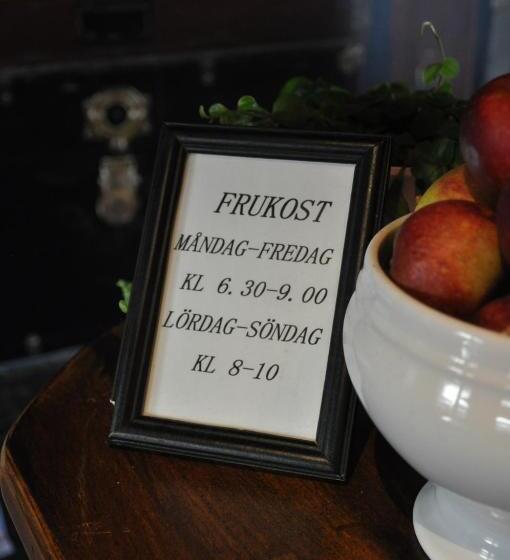 FRUKOST
MÅNDAG-FREDAG
KL 6.30-9.00
LÖRDAG-SÖNDAG
KL 8-10